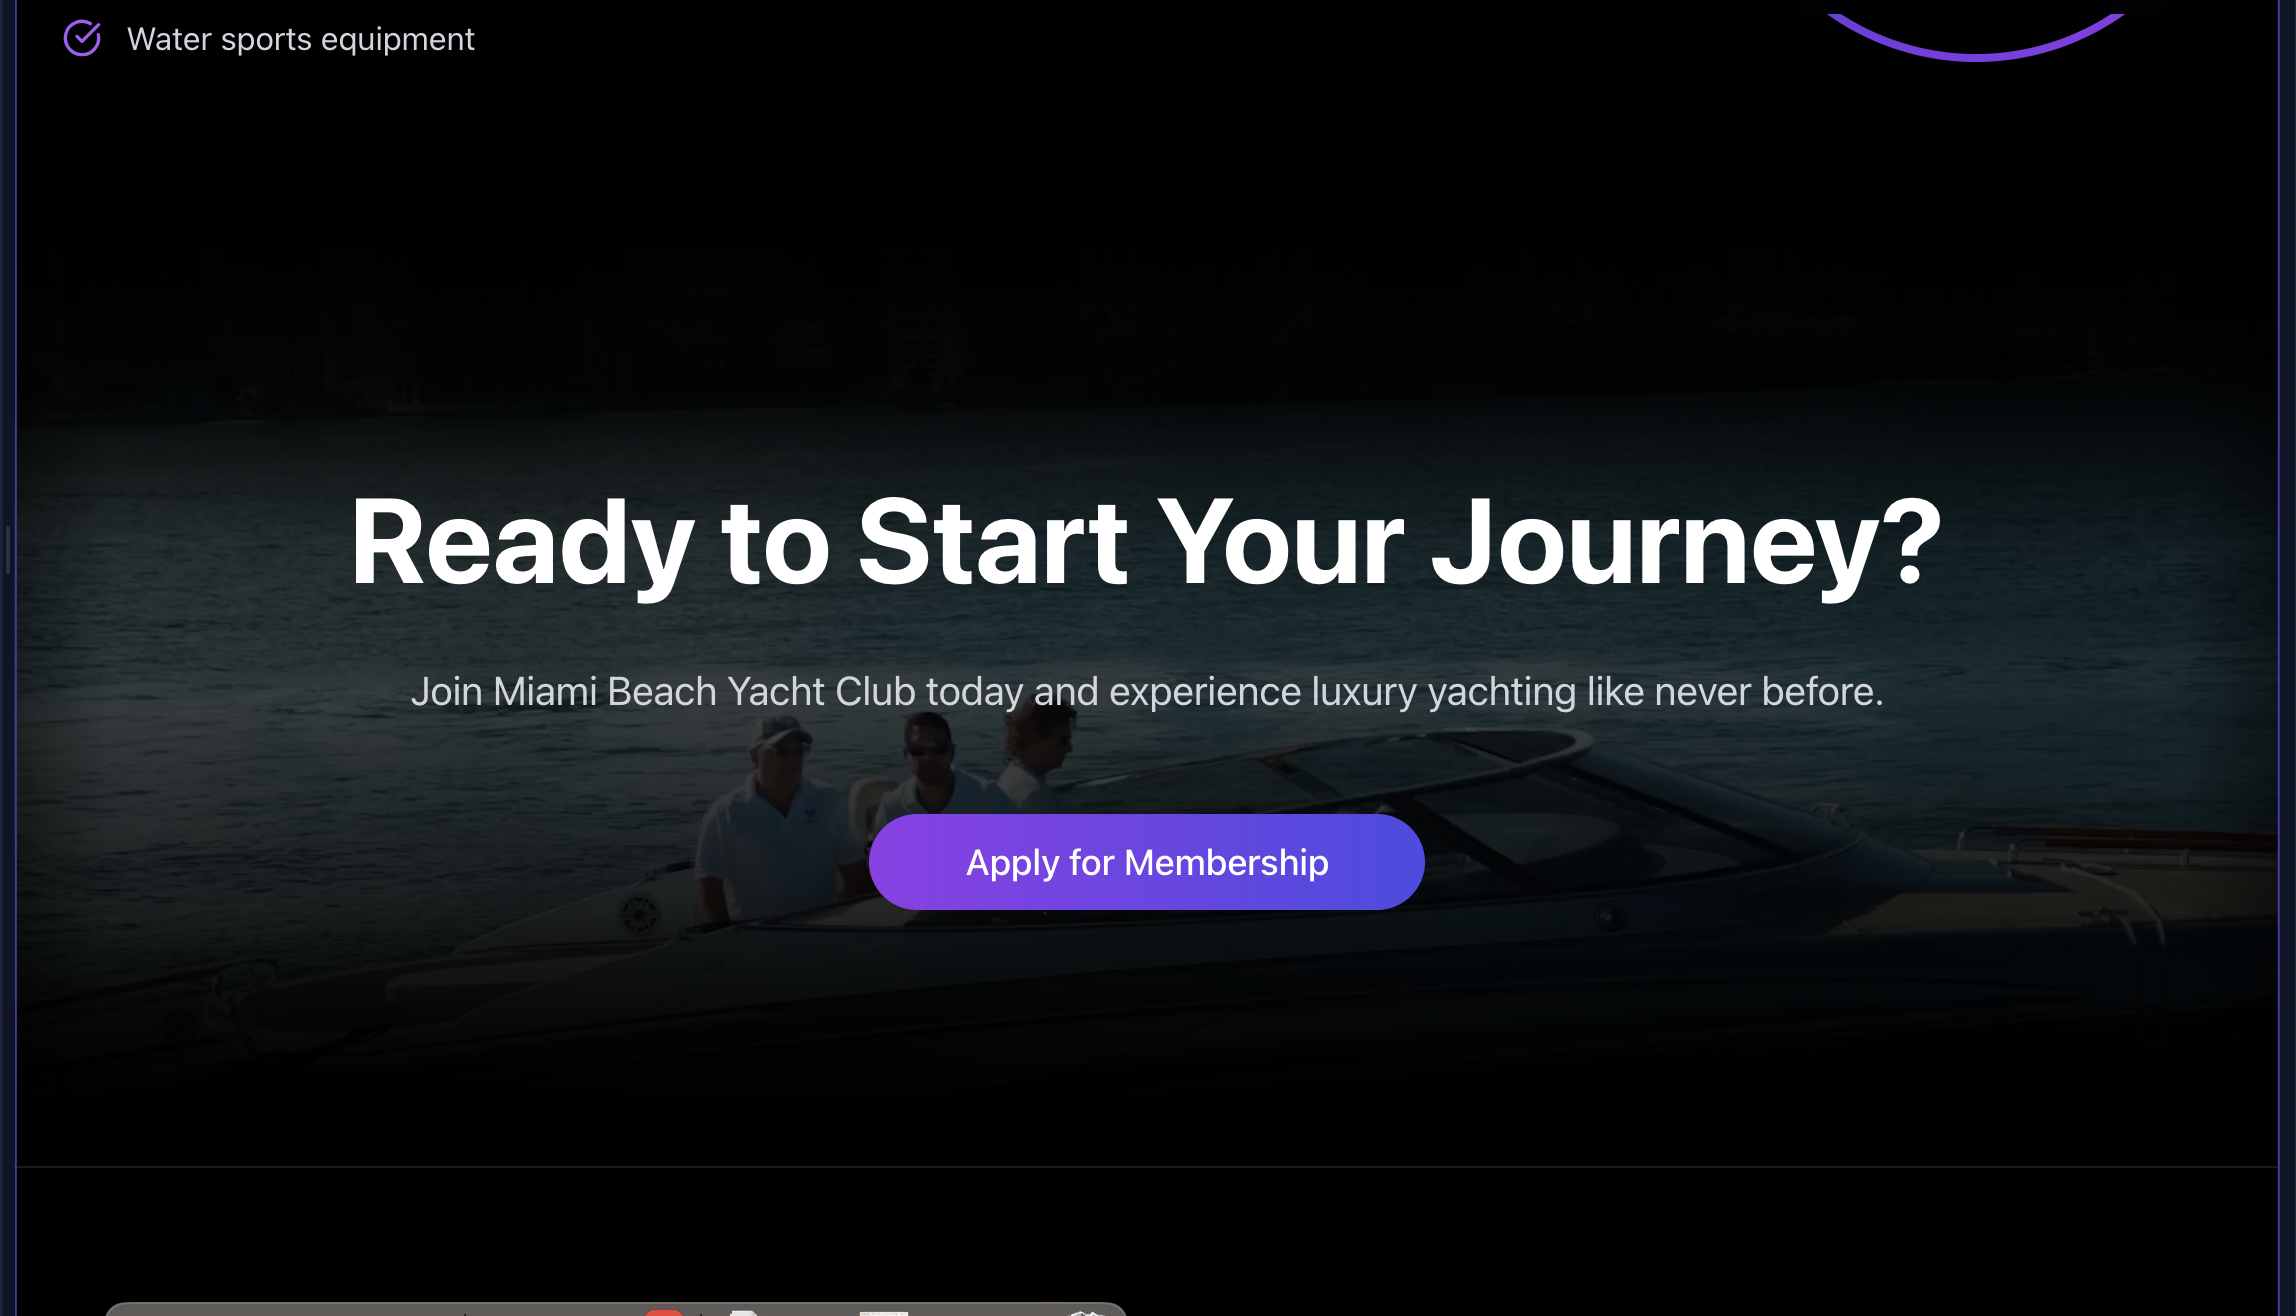 Water sports equipment
Ready to Start Your Journey?
Join Miami Beach Yacht Club today and experience luxury yachting like never before.
Apply for Membership